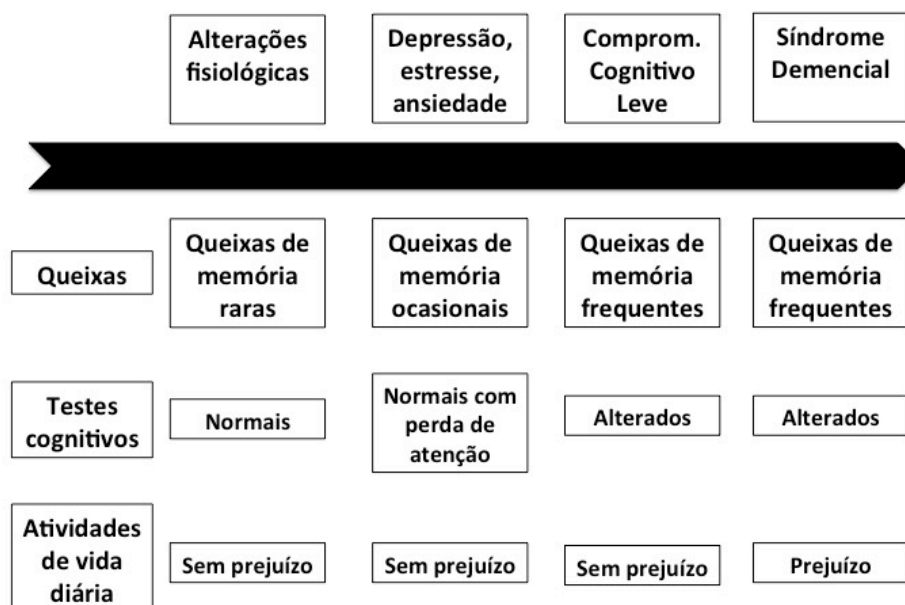 Alterações
fisiológicas
Depressão,
estresse,
ansiedade
Comprom.
Cognitivo
Leve
Síndrome
Demencial
Queixas
Queixas de
memória
raras
Queixas de
memória
ocasionais
Queixas de
memória
frequentes
Queixas de
memória
frequentes
Testes
cognitivos
Normais
Normais com
perda de
atenção
Alterados
Alterados
Atividades
de vida
diária
Sem prejuízo
Sem prejuízo
Sem prejuízo
Prejuízo